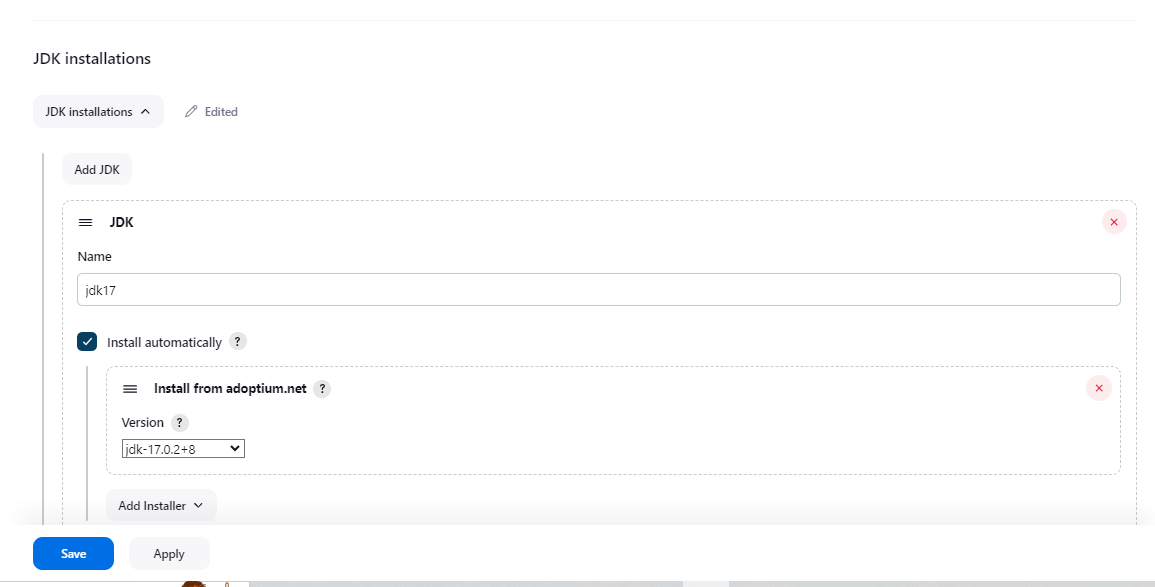 JDK installations
JDK installations
Edited
Add JDK
JDK
Name
jdk17
Install automatically ?
Install from adoptium.net ?
Version ?
jdk-17.0.2+8
Add Installer
Save Apply